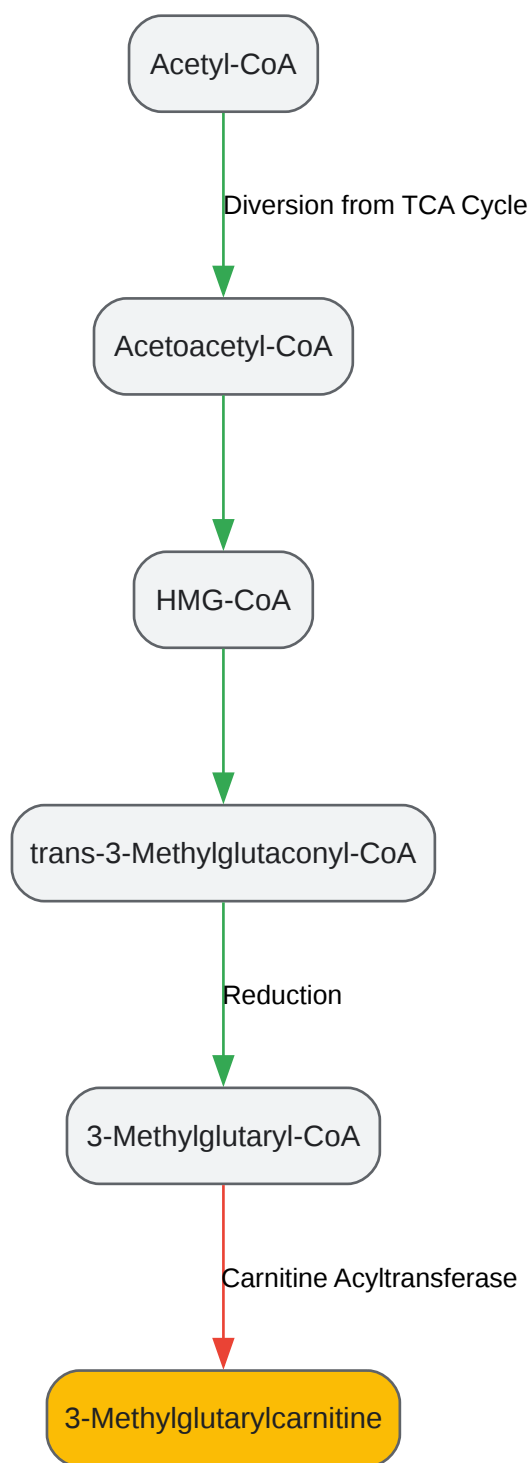 Acetyl-CoA
Diversion from TCA Cycle
Acetoacetyl-CoA
HMG-CoA
trans-3-Methylglutaconyl-CoA
Reduction
3-Methylglutaryl-CoA
Carnitine Acyltransferase
3-Methylglutarylcarnitine